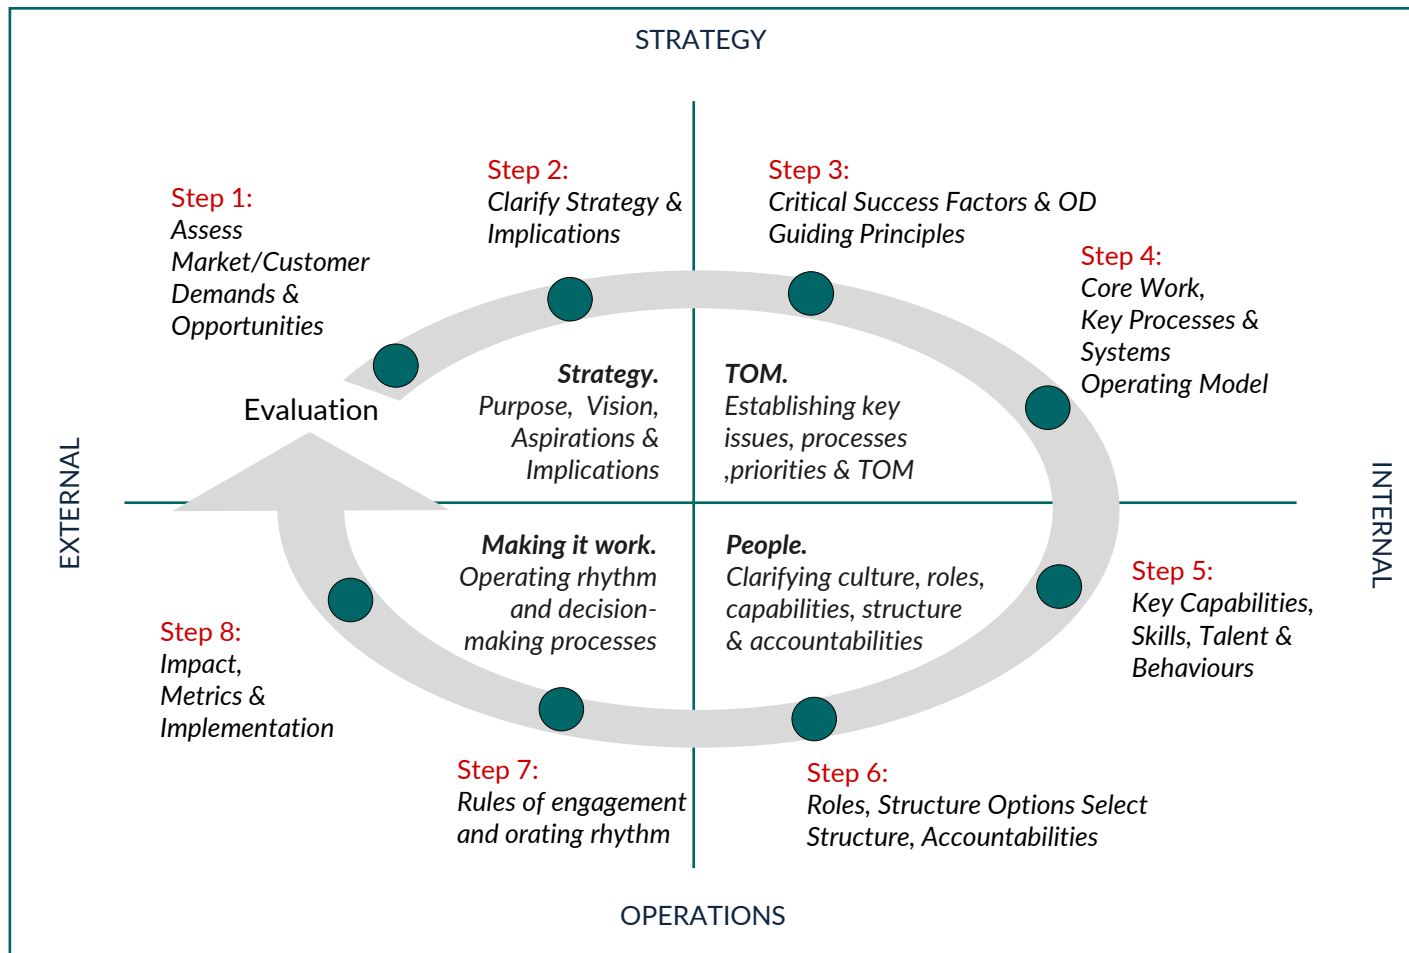 STRATEGY
Step 1:
Assess
Market/Customer
Demands &
Opportunities
Step 2:
Clarify Strategy &
Implications
Step 3:
Critical Success Factors & OD
Guiding Principles
Step 4:
Core Work,
Key Processes &
Systems
Operating Model
Evaluation
Strategy.
Purpose,  Vision,
Aspirations &
Implications
TOM.
Establishing key
issues, processes
,priorities & TOM
EXTERNAL
INTERNAL
Making it work.
Operating rhythm
and decision-
making processes
People.
Clarifying culture, roles,
capabilities, structure
& accountabilities
Step 5:
Key Capabilities,
Skills, Talent &
Behaviours
Step 8:
Impact,
Metrics &
Implementation
Step 7:
Rules of engagement
and orating rhythm
Step 6:
Roles, Structure Options Select
Structure, Accountabilities
OPERATIONS